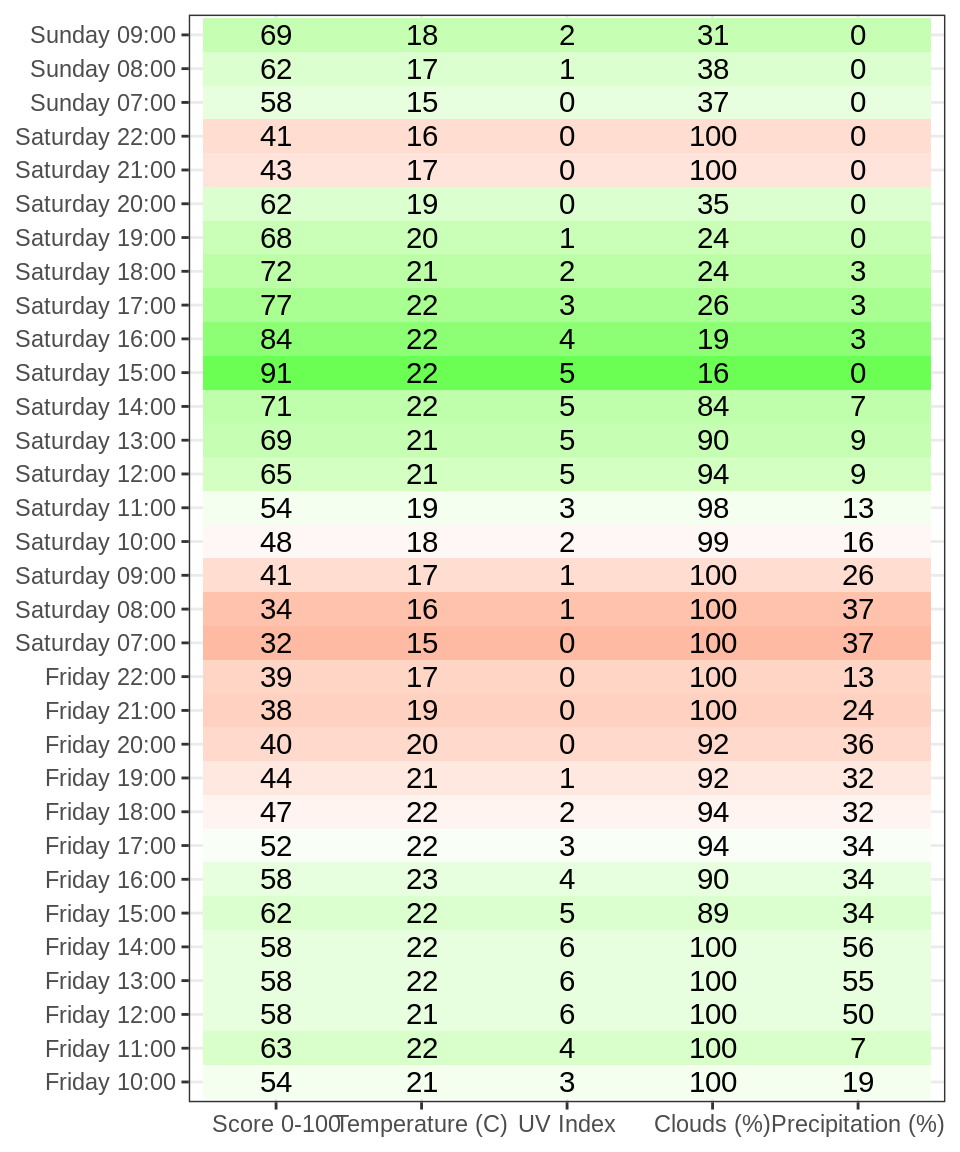 Sunday 09:00 69 18 2 31 0
Sunday 08:00 62 17 1 38 0
Sunday 07:00 58 15 0 37 0
Saturday 22:00 41 16 0 100 0
Saturday 21:00 43 17 0 100 0
Saturday 20:00 62 19 0 35 0
Saturday 19:00 68 20 1 24 0
Saturday 18:00 72 21 2 24 3
Saturday 17:00 77 22 3 26 3
Saturday 16:00 84 22 4 19 3
Saturday 15:00 91 22 5 16 0
Saturday 14:00 71 22 5 84 7
Saturday 13:00 69 21 5 90 9
Saturday 12:00 65 21 5 94 9
Saturday 11:00 54 19 3 98 13
Saturday 10:00 48 18 2 99 16
Saturday 09:00 41 17 1 100 26
Saturday 08:00 34 16 1 100 37
Saturday 07:00 32 15 0 100 37
Friday 22:00 39 17 0 100 13
Friday 21:00 38 19 0 100 24
Friday 20:00 40 20 0 92 36
Friday 19:00 44 21 1 92 32
Friday 18:00 47 22 2 94 32
Friday 17:00 52 22 3 94 34
Friday 16:00 58 23 4 90 34
Friday 15:00 62 22 5 89 34
Friday 14:00 58 22 6 100 56
Friday 13:00 58 22 6 100 55
Friday 12:00 58 21 6 100 50
Friday 11:00 63 22 4 100 7
Friday 10:00 54 21 3 100 19
Score 0-100 Temperature (C) UV Index Clouds (%) Precipitation (%)